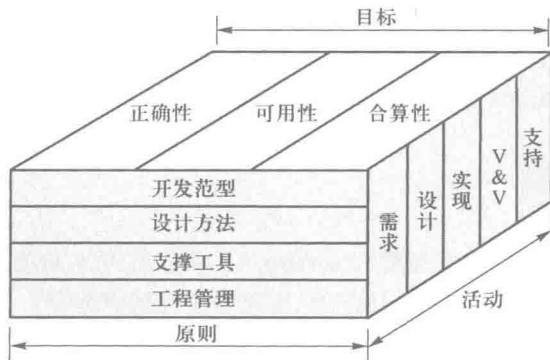 目标
正确性
可用性
合算性
开发范型
设计方法
支撑工具
工程管理
需求
设计
实现
V&V
支持
原则
活动